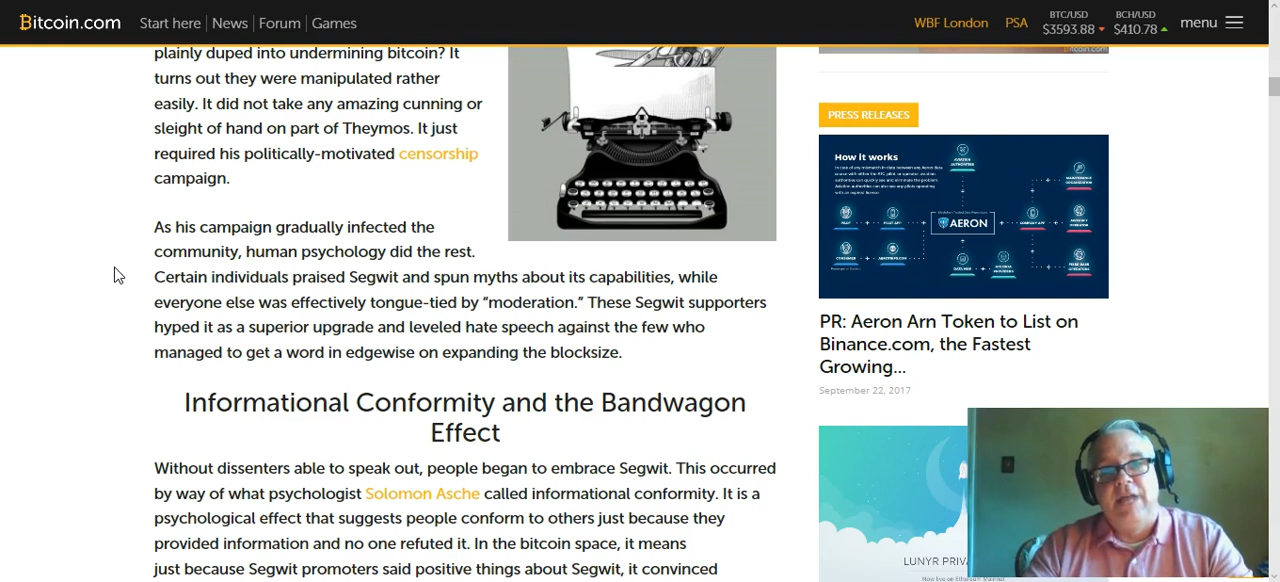 Bitcoin.com
Start here
News
Forum
Games
WBF London
PSA
BTC/USD
$3593.88
BCH/USD
$410.78
menu
plainly duped into undermining bitcoin? It
turns out they were manipulated rather
easily. It did not take any amazing cunning or
sleight of hand on part of Theymos. It just
required his politically-motivated censorship
campaign.
As his campaign gradually infected the
community, human psychology did the rest.
Certain individuals praised Segwit and spun myths about its capabilities, while
everyone else was effectively tongue-tied by “moderation.” These Segwit supporters
hyped it as a superior upgrade and leveled hate speech against the few who
managed to get a word in edgewise on expanding the blocksize.
Informational Conformity and the Bandwagon
Effect
Without dissenters able to speak out, people began to embrace Segwit. This occurred
by way of what psychologist Solomon Asche called informational conformity. It is a
psychological effect that suggests people conform to others just because they
provided information and no one refuted it. In the bitcoin space, it means
just because Segwit promoters said positive things about Segwit, it convinced
PRESS RELEASES
How it works
AERON
PR: Aeron Arn Token to List on
Binance.com, the Fastest
Growing...
September 22, 2017
LUNYR PRIV